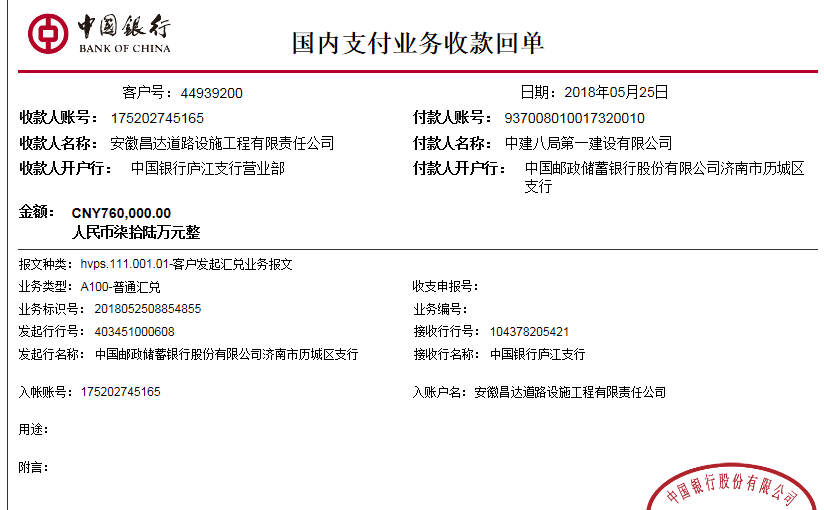 中国银行
BANK OF CHINA
国内支付业务收款回单
客户号：44939200 日期：2018年05月25日
收款人账号：175202745165 付款人账号：937008010017320010
收款人名称：安徽昌达道路设施工程有限责任公司 付款人名称：中建八局第一建设有限公司
收款人开户行：中国银行庐江支行营业部 付款人开户行：中国邮政储蓄银行股份有限公司济南市历城区
支行
金额：CNY760,000.00
人民币柒拾陆万元整
报文种类：hvps.111.001.01-客户发起汇兑业务报文
业务类型：A100-普通汇兑 收支申报号：
业务标识号：2018052508854855 业务编号：
发起行行号：403451000608 接收行行号：104378205421
发起行名称：中国邮政储蓄银行股份有限公司济南市历城区支行 接收行名称：中国银行庐江支行
入帐账号：175202745165 入账户名：安徽昌达道路设施工程有限责任公司
用途：
附言：
中国银行股份有限公司